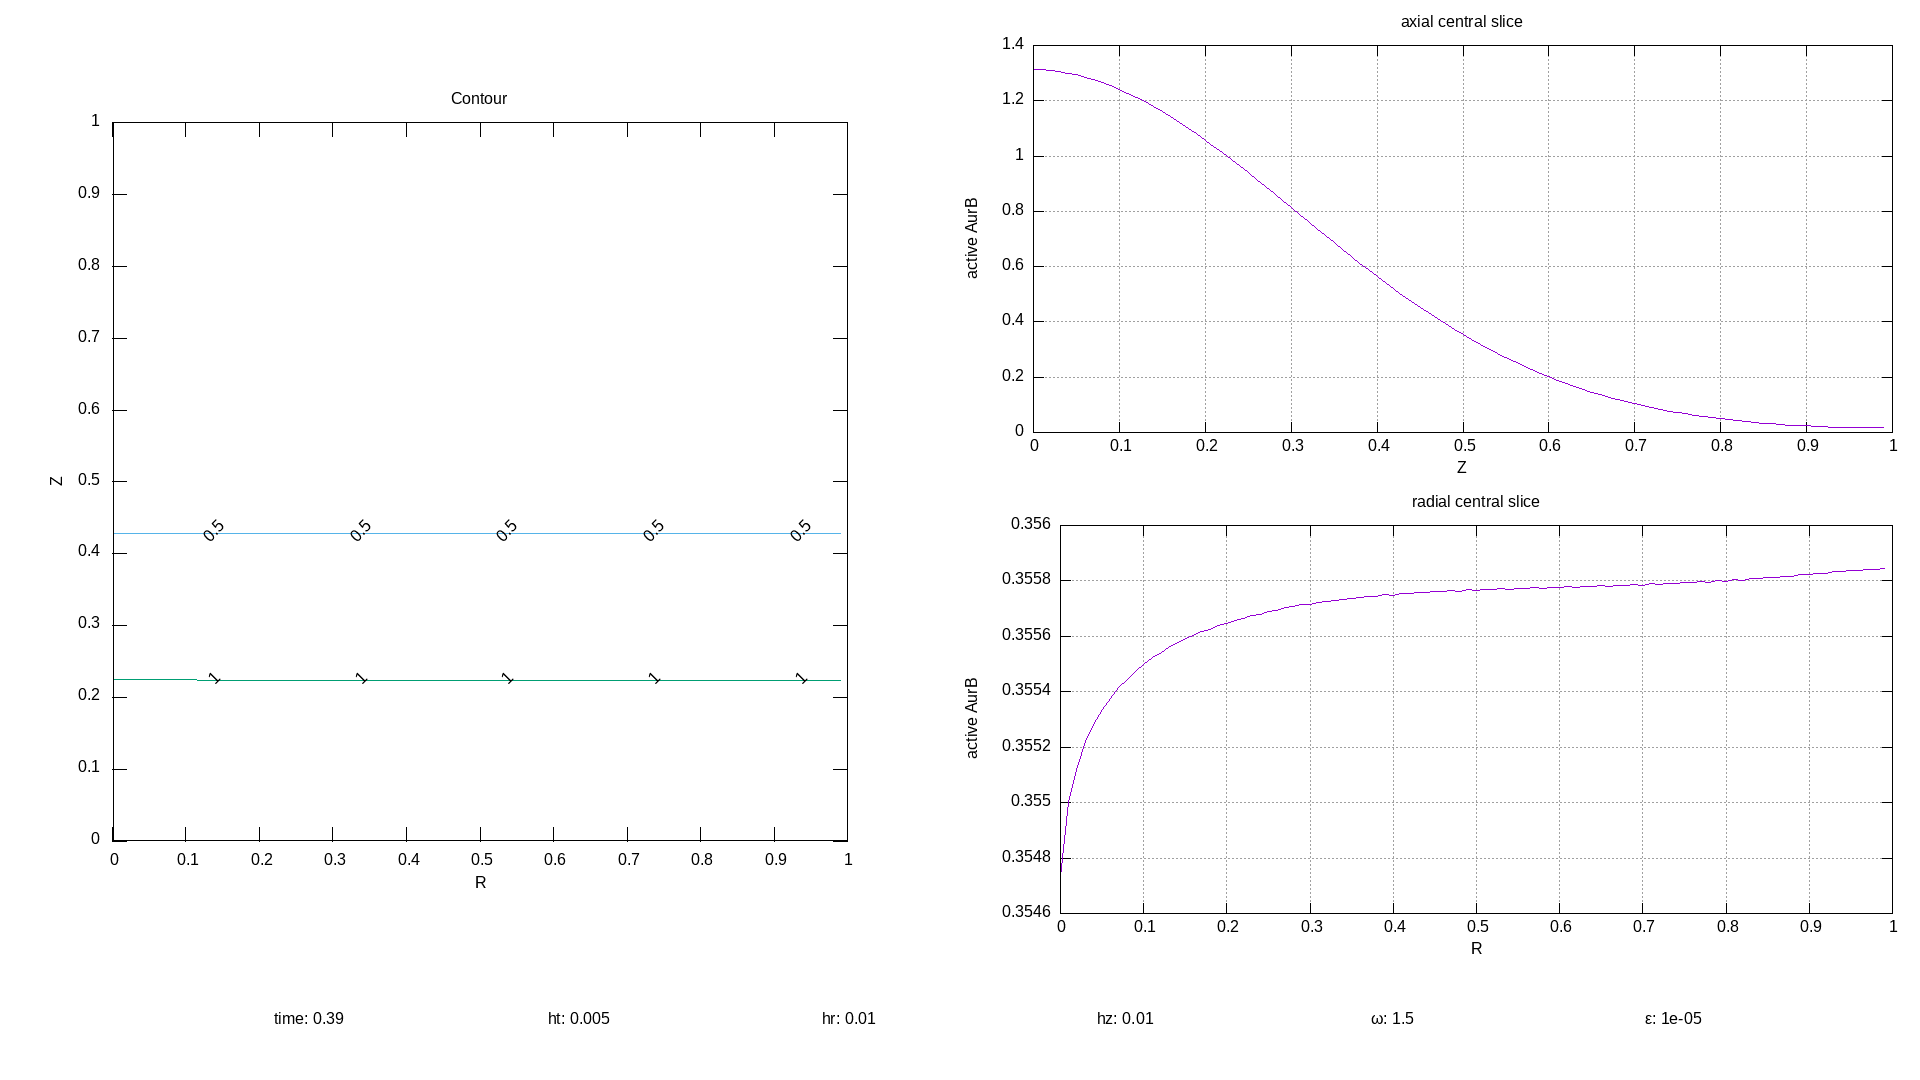 Contour
1
0.9
0.8
0.7
0.6
0.5
0.4
0.3
0.2
0.1
0
Z
0.5 0.5 0.5 0.5 0.5
1 1 1 1 1
0 0.1 0.2 0.3 0.4 0.5 0.6 0.7 0.8 0.9 1
R
axial central slice
1.4
1.2
1
0.8
0.6
0.4
0.2
0
active AurB
0 0.1 0.2 0.3 0.4 0.5 0.6 0.7 0.8 0.9 1
Z
radial central slice
0.356
0.3558
0.3556
0.3554
0.3552
0.355
0.3548
0.3546
active AurB
0 0.1 0.2 0.3 0.4 0.5 0.6 0.7 0.8 0.9 1
R
time: 0.39 ht: 0.005 hr: 0.01 hz: 0.01 ω: 1.5 ε: 1e-05